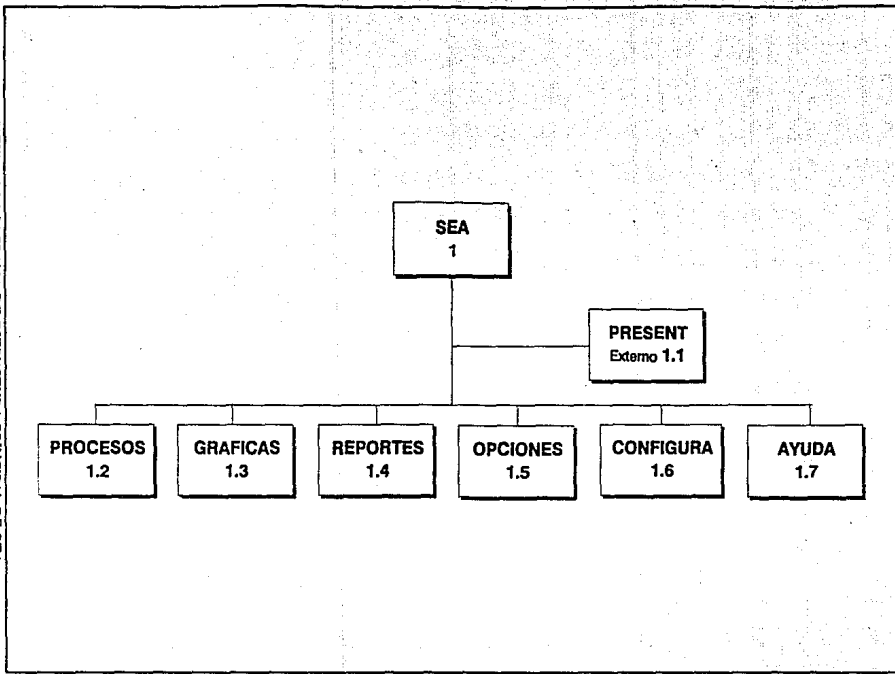 SEA
1
PRESENT
Externo 1.1
PROCESOS
1.2
GRAFICAS
1.3
REPORTES
1.4
OPCIONES
1.5
CONFIGURA
1.6
AYUDA
1.7